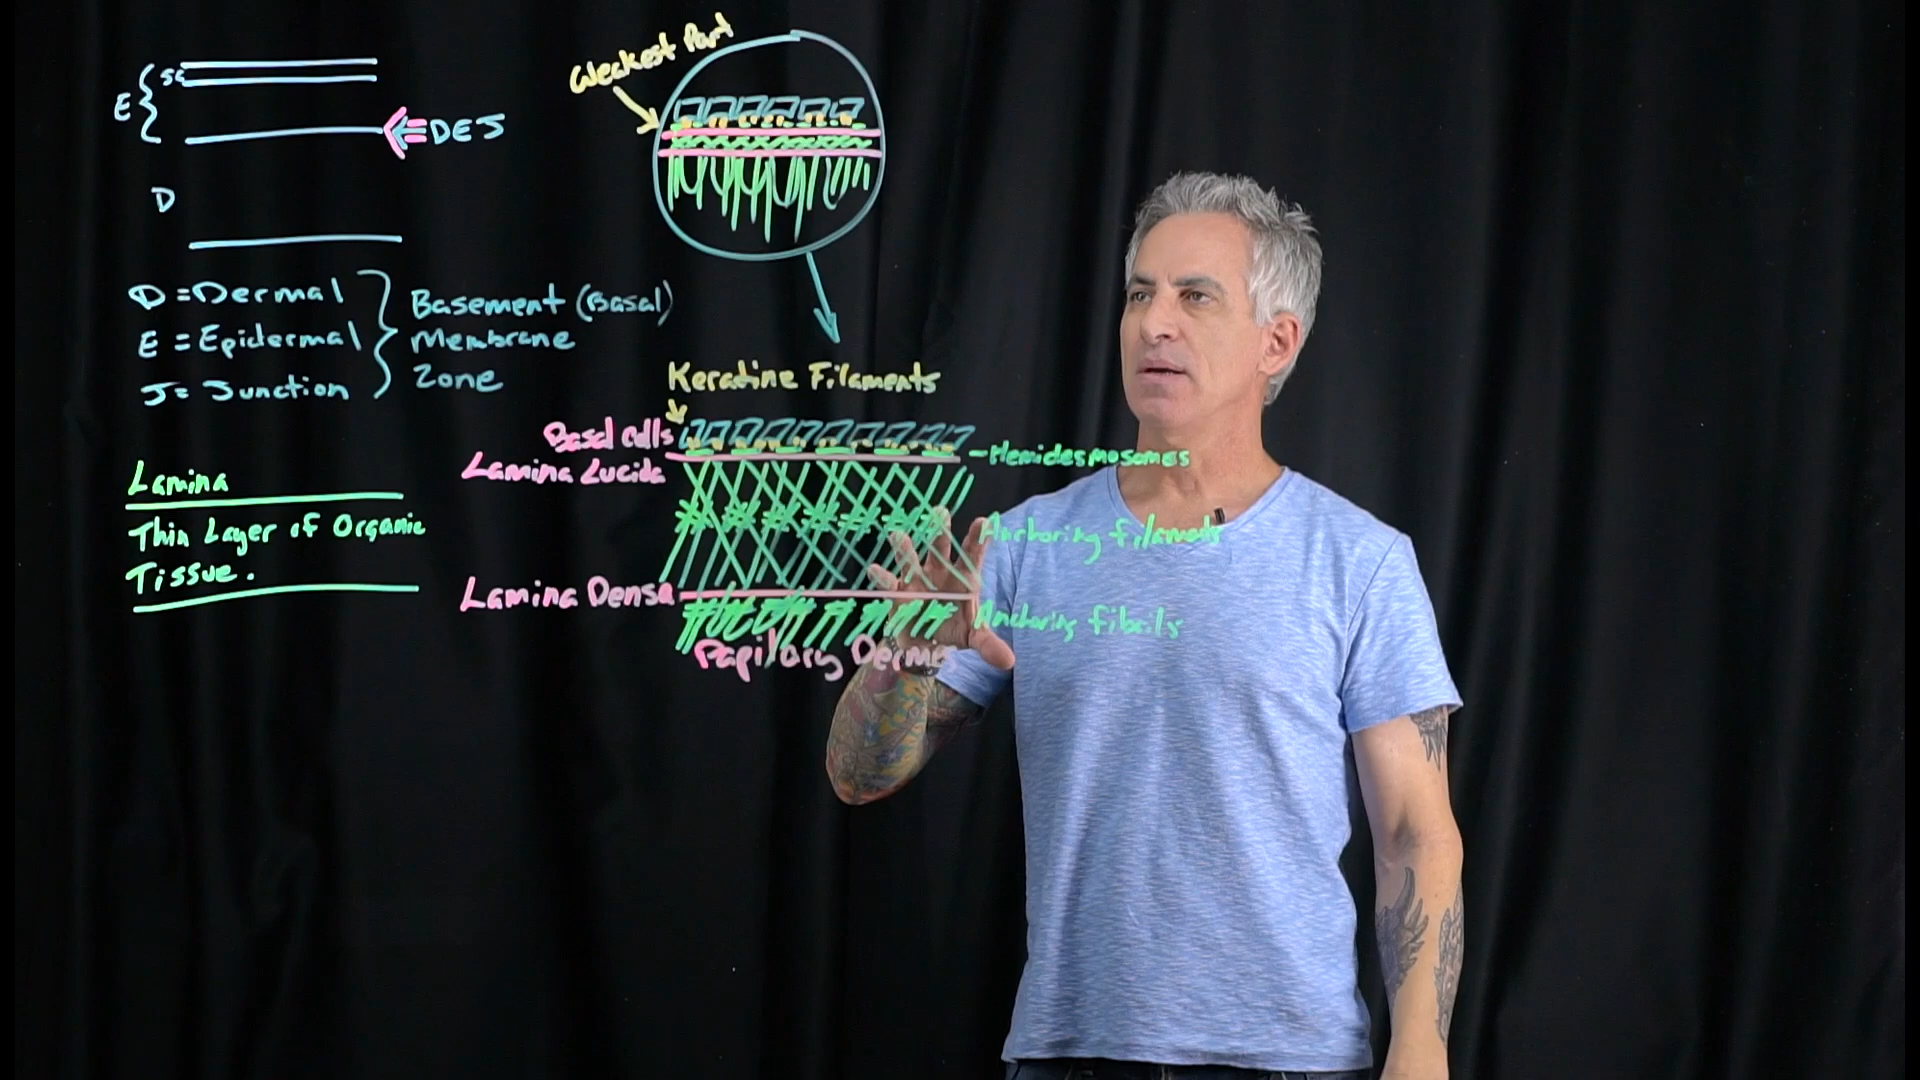 Weakest Part
SC
E
DEJ
D
D = Dermal
E = Epidermal
J = Junction
Basement (Basal)
Membrane
Zone
Keratine Filaments
Basal cells
Lamina Lucida
- Hemidesmosomes
Anchoring filaments
Lamina Densa
Anchoring fibrils
Papillary Dermis
Lamina
Thin Layer of Organic
Tissue.